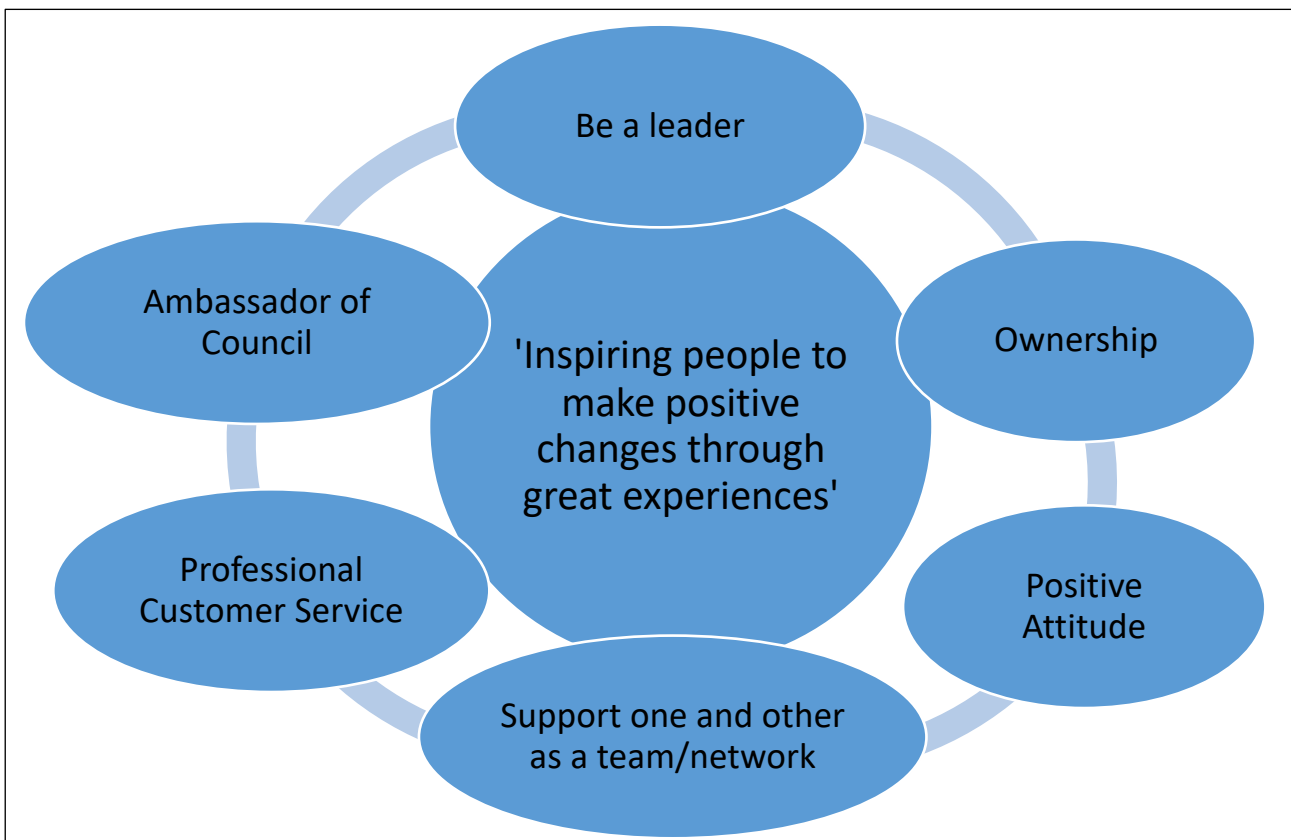 Be a leader
Ambassador of
Council
'Inspiring people to
make positive
changes through
great experiences'
Ownership
Professional
Customer Service
Positive
Attitude
Support one and other
as a team/network